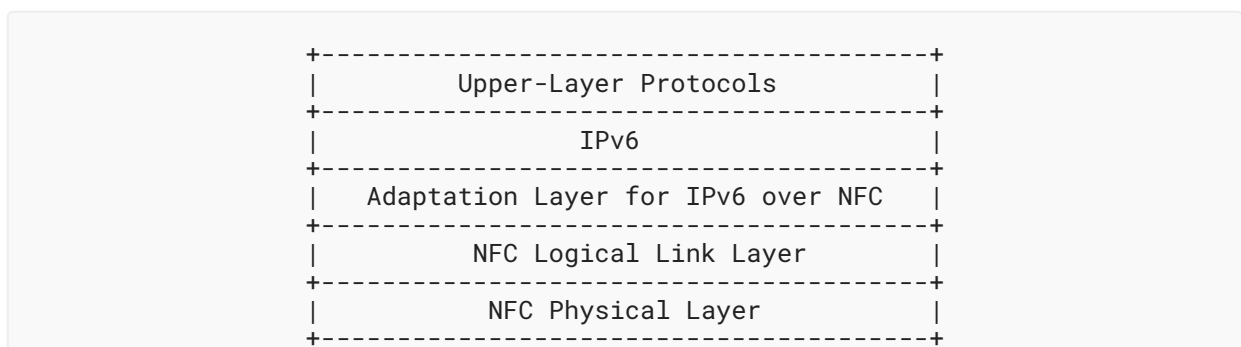 +----------------------------------------+
|         Upper-Layer Protocols          |
+----------------------------------------+
|                 IPv6                   |
+----------------------------------------+
|   Adaptation Layer for IPv6 over NFC   |
+----------------------------------------+
|          NFC Logical Link Layer        |
+----------------------------------------+
|           NFC Physical Layer           |
+----------------------------------------+